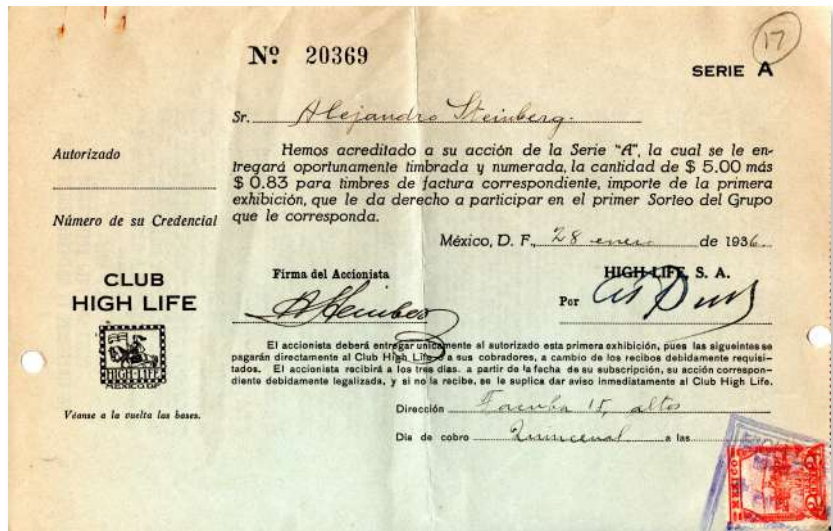 17
Nº 20369
SERIE A
Sr. Alejandro Steinberg.
Autorizado
Número de su Credencial
Hemos acreditado a su acción de la Serie "A", la cual se le en-
tregará oportunamente timbrada y numerada, la cantidad de $ 5.00 más
$ 0.83 para timbres de factura correspondiente, importe de la primera
exhibición, que le da derecho a participar en el primer Sorteo del Grupo
que le corresponda.
México, D. F., 28 enero de 1936.
CLUB
HIGH LIFE
HIGH-LIFE
MEXICO D.F.
Véanse a la vuelta las bases.
Firma del Accionista
A Steinberg
HIGH-LIFE, S. A.
Por
El accionista deberá entregar unicamente al autorizado esta primera exhibición, pues las sigueintes se
pagarán directamente al Club High Life o a sus cobradores, a cambio de los recibos debidamente requisi-
tados. El accionista recibirá a los tres días. a partir de la fecha de su subscripción, su acción correspon-
diente debidamente legalizada, y si no la recibe, se le suplica dar aviso inmediatamente al Club High Life.
Dirección Tacuba 15, altos
Día de cobro Quincenal a las
MEXICO